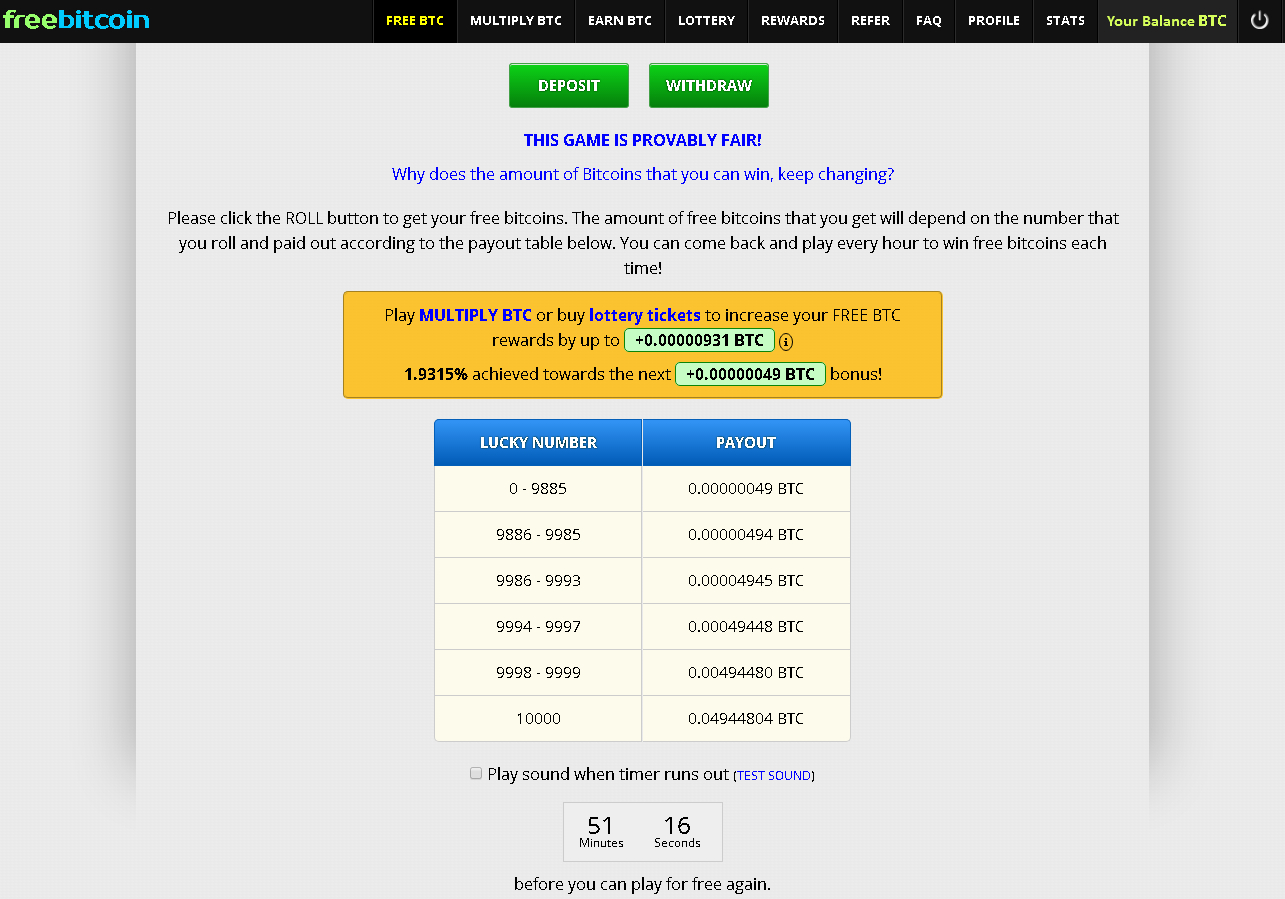 freebitcoin
FREE BTC MULTIPLY BTC EARN BTC LOTTERY REWARDS REFER FAQ PROFILE STATS Your Balance BTC
DEPOSIT WITHDRAW
THIS GAME IS PROVABLY FAIR!
Why does the amount of Bitcoins that you can win, keep changing?
Please click the ROLL button to get your free bitcoins. The amount of free bitcoins that you get will depend on the number that
you roll and paid out according to the payout table below. You can come back and play every hour to win free bitcoins each
time!
Play MULTIPLY BTC or buy lottery tickets to increase your FREE BTC
rewards by up to +0.00000931 BTC
1.9315% achieved towards the next +0.00000049 BTC bonus!
LUCKY NUMBER PAYOUT
0 - 9885 0.00000049 BTC
9886 - 9985 0.00000494 BTC
9986 - 9993 0.00004945 BTC
9994 - 9997 0.00049448 BTC
9998 - 9999 0.00494480 BTC
10000 0.04944804 BTC
Play sound when timer runs out (TEST SOUND)
51 16
Minutes Seconds
before you can play for free again.